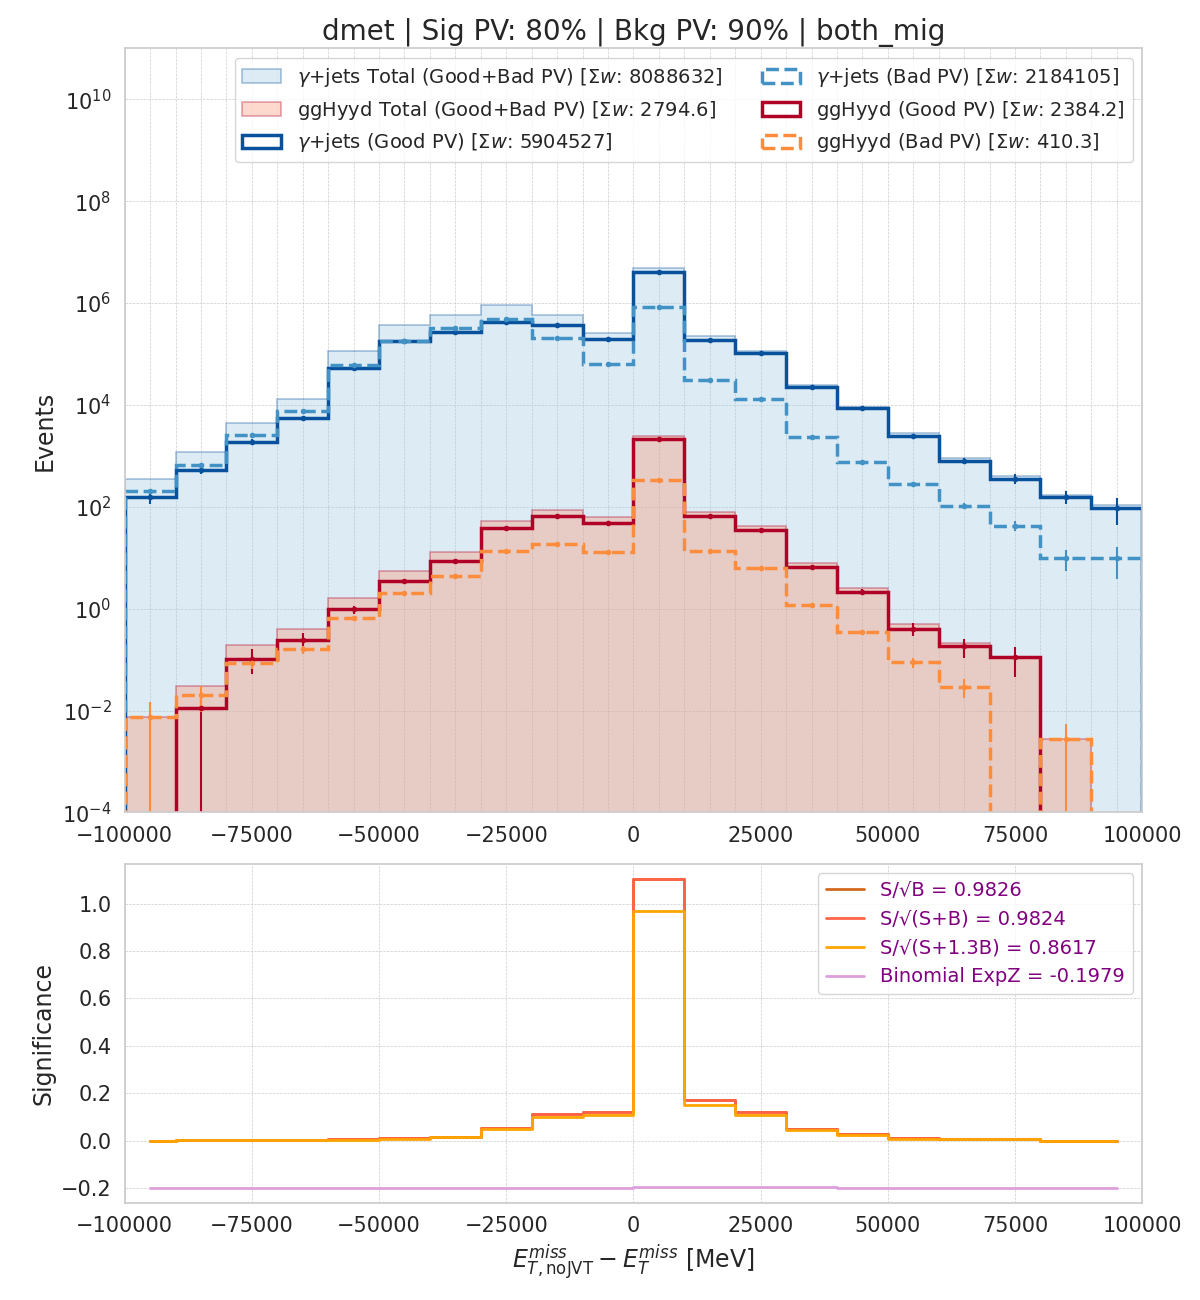 dmet | Sig PV: 80% | Bkg PV: 90% | both_mig
γ+jets Total (Good+Bad PV) [Σw: 8088632]
ggHyyd Total (Good+Bad PV) [Σw: 2794.6]
γ+jets (Good PV) [Σw: 5904527]
γ+jets (Bad PV) [Σw: 2184105]
ggHyyd (Good PV) [Σw: 2384.2]
ggHyyd (Bad PV) [Σw: 410.3]
Events
10¹⁰
10⁸
10⁶
10⁴
10²
10⁰
10⁻²
10⁻⁴
−100000 −75000 −50000 −25000 0 25000 50000 75000 100000
Significance
1.0
0.8
0.6
0.4
0.2
0.0
−0.2
S/√B = 0.9826
S/√(S+B) = 0.9824
S/√(S+1.3B) = 0.8617
Binomial ExpZ = -0.1979
−100000 −75000 −50000 −25000 0 25000 50000 75000 100000
E_{T, noJVT}^{miss} − E_T^{miss} [MeV]